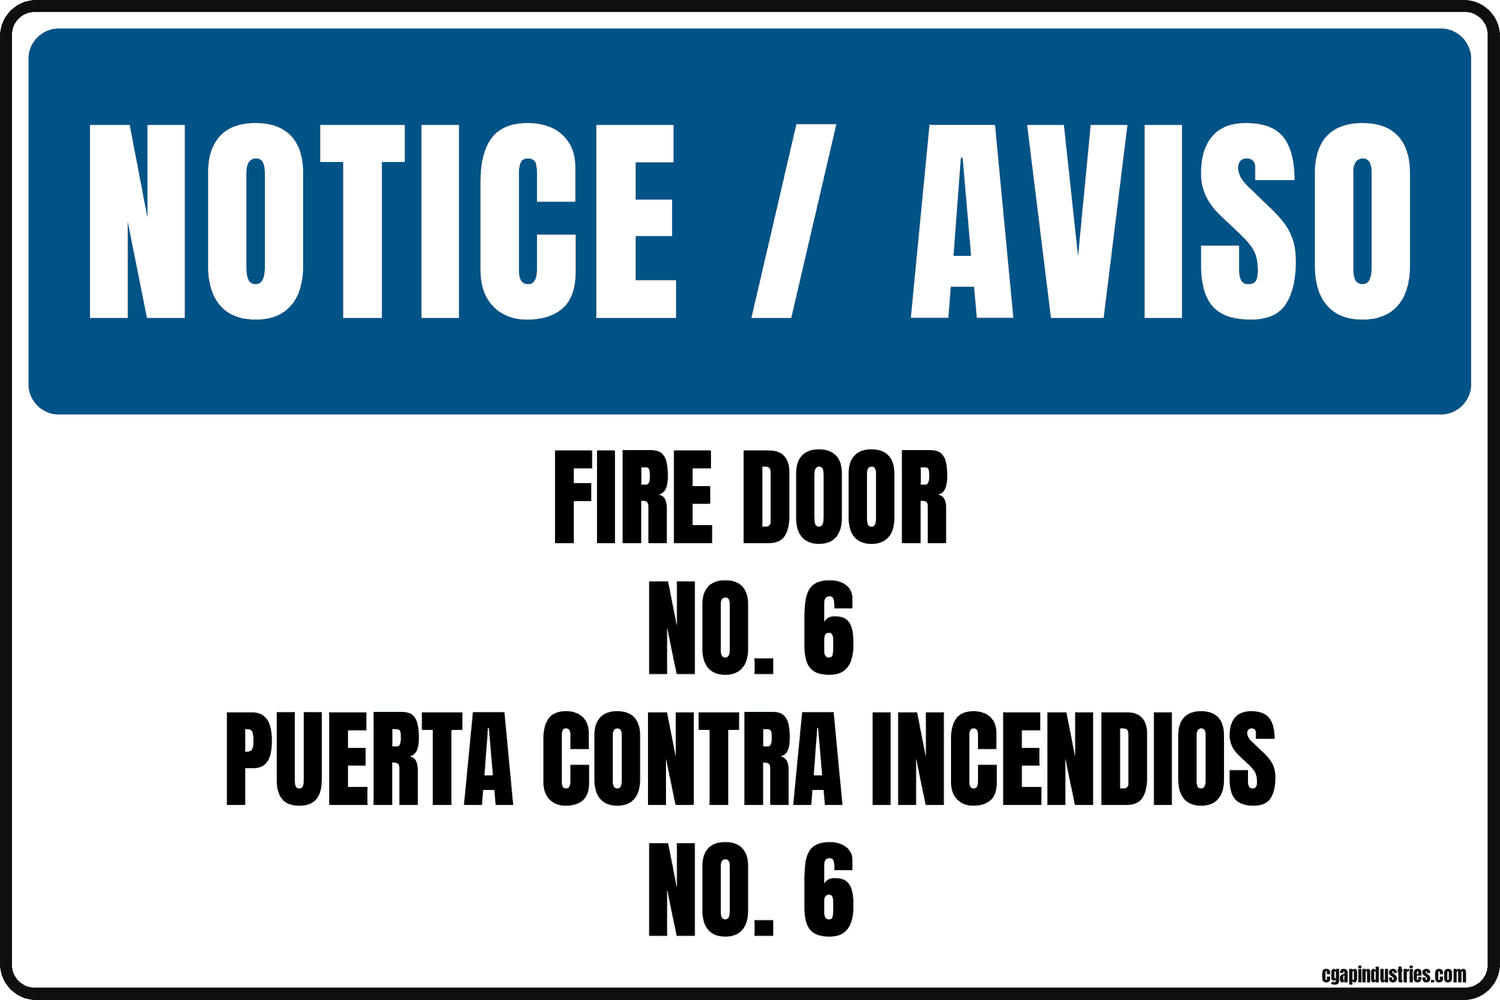 NOTICE / AVISO
FIRE DOOR
NO. 6
PUERTA CONTRA INCENDIOS
NO. 6
cgapindustries.com